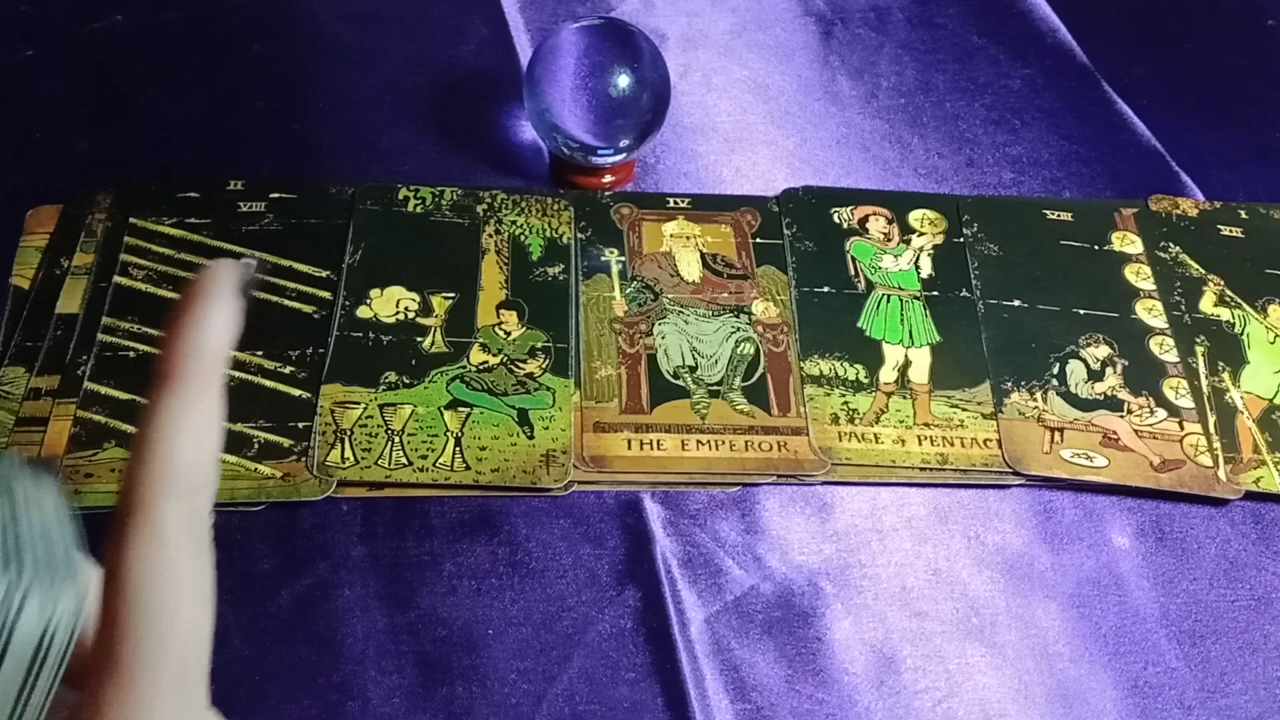 II
VIII
IV
THE EMPEROR.
PAGE of PENTAC
VIII
I
VII